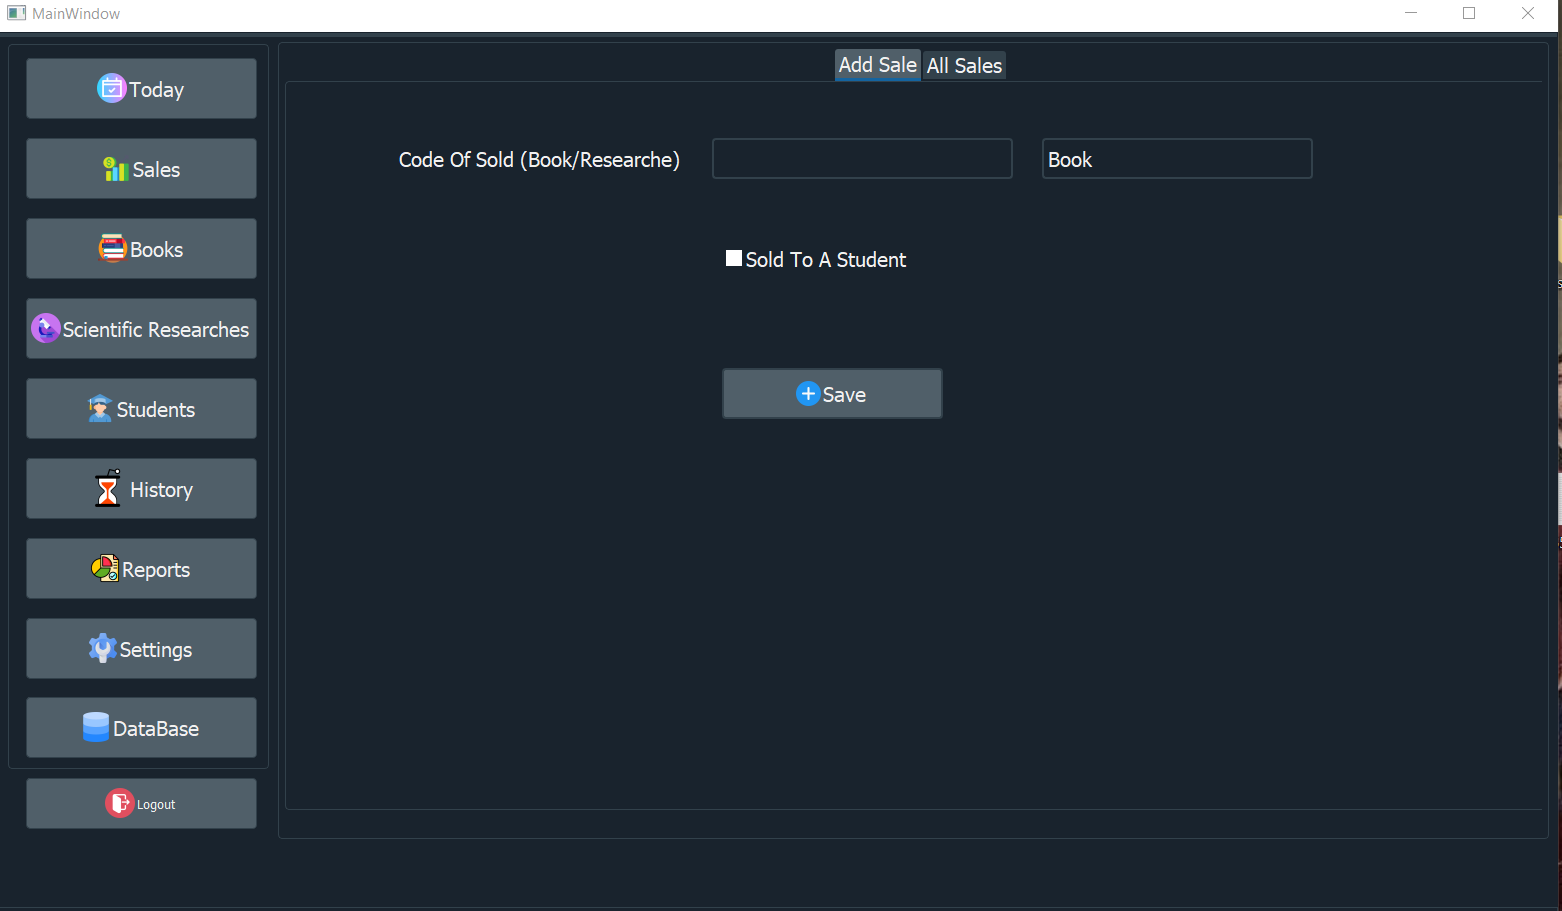 MainWindow
Today
Sales
Books
Scientific Researches
Students
History
Reports
Settings
DataBase
Logout
Add Sale
All Sales
Code Of Sold (Book/Researche)
Book
Sold To A Student
Save